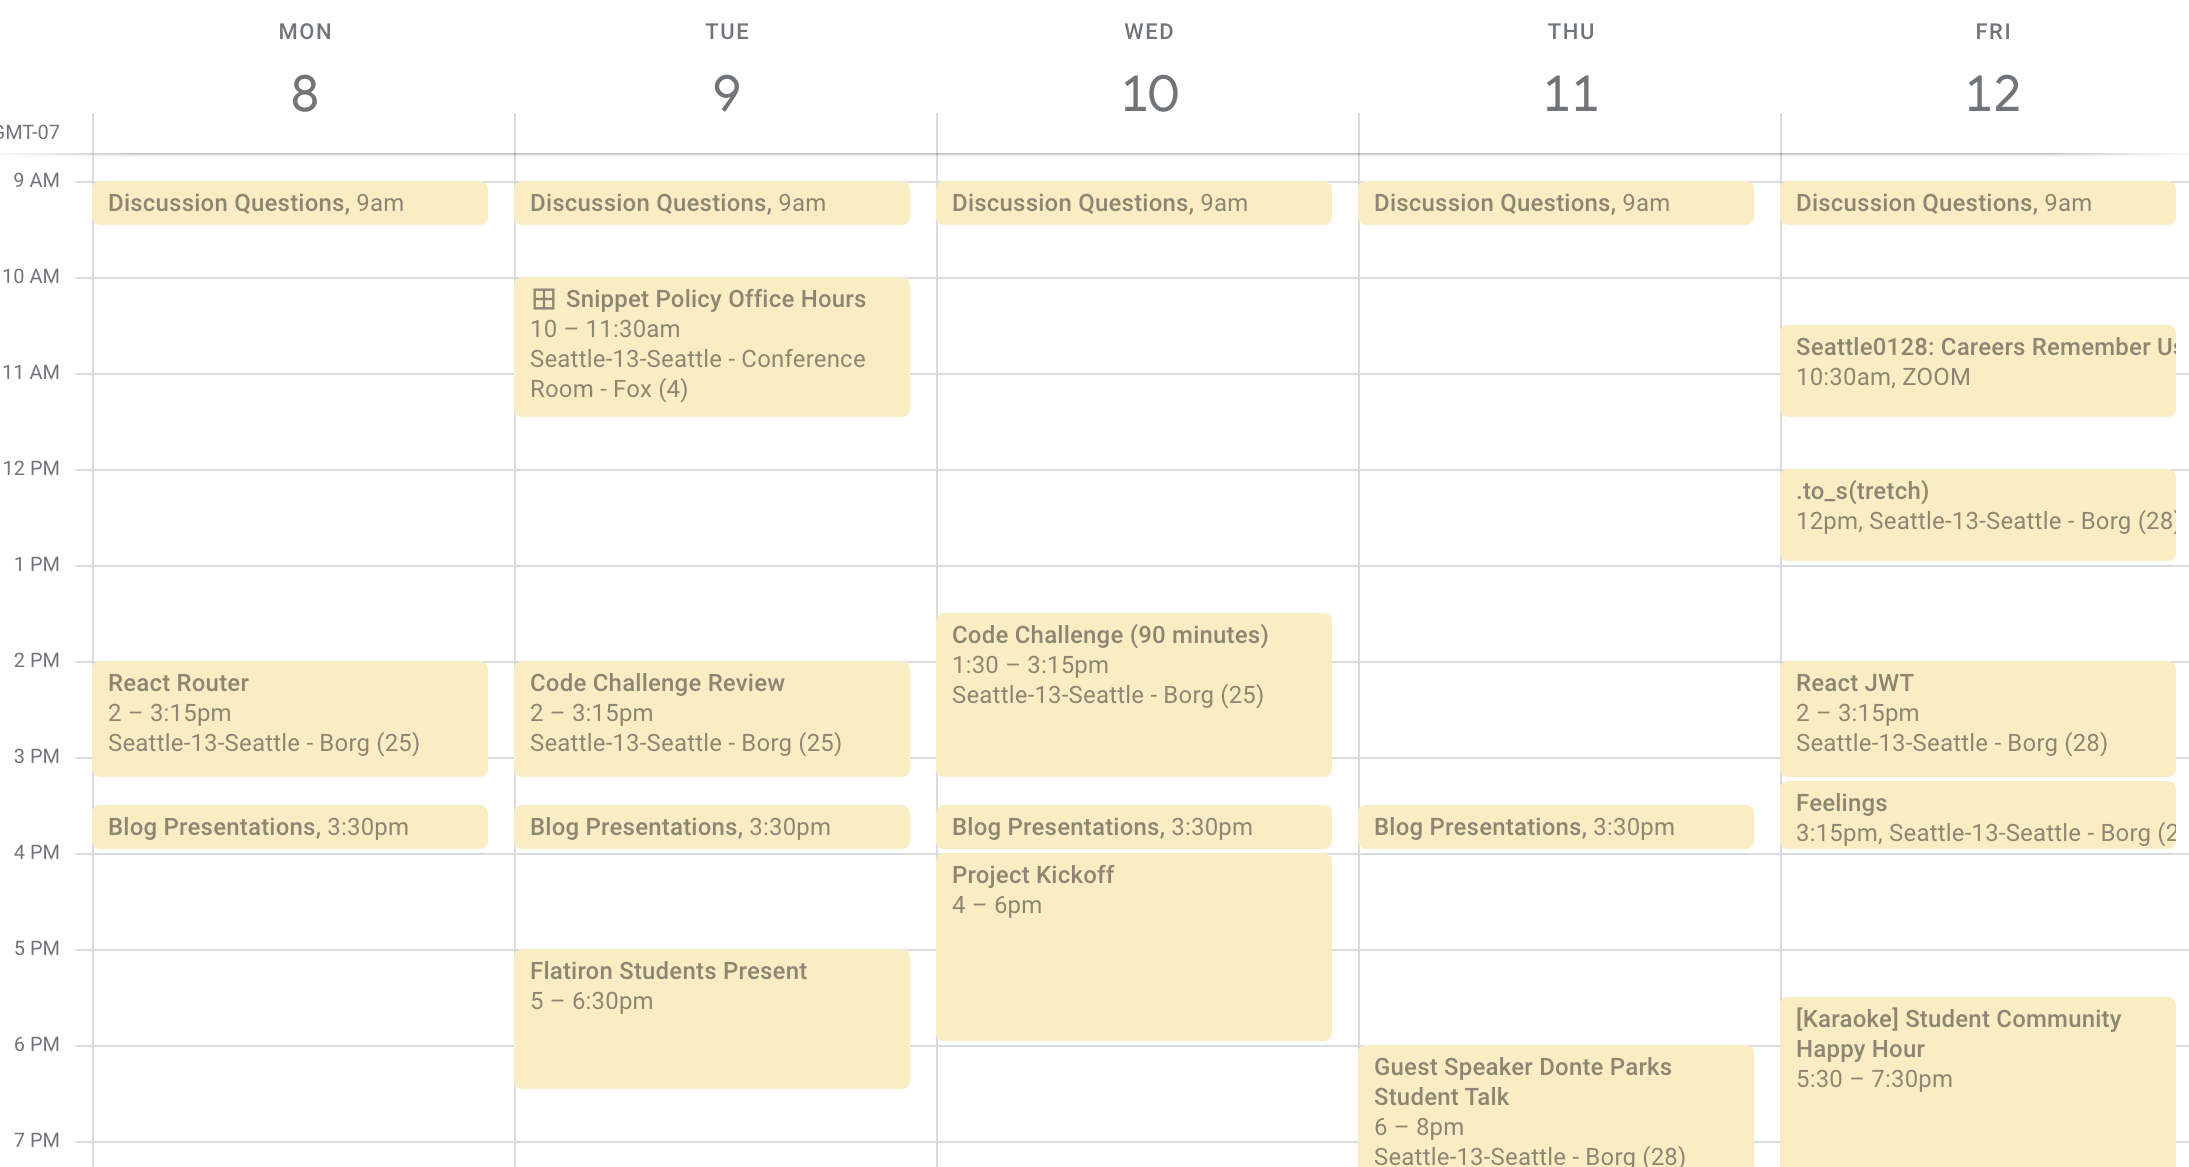 MON
TUE
WED
THU
FRI
8
9
10
11
12
GMT-07
9 AM
10 AM
11 AM
12 PM
1 PM
2 PM
3 PM
4 PM
5 PM
6 PM
7 PM
Discussion Questions, 9am
React Router
2 – 3:15pm
Seattle-13-Seattle - Borg (25)
Blog Presentations, 3:30pm
Discussion Questions, 9am
Snippet Policy Office Hours
10 – 11:30am
Seattle-13-Seattle - Conference
Room - Fox (4)
Code Challenge Review
2 – 3:15pm
Seattle-13-Seattle - Borg (25)
Blog Presentations, 3:30pm
Flatiron Students Present
5 – 6:30pm
Discussion Questions, 9am
Code Challenge (90 minutes)
1:30 – 3:15pm
Seattle-13-Seattle - Borg (25)
Blog Presentations, 3:30pm
Project Kickoff
4 – 6pm
Discussion Questions, 9am
Blog Presentations, 3:30pm
Guest Speaker Donte Parks
Student Talk
6 – 8pm
Seattle-13-Seattle - Borg (28)
Discussion Questions, 9am
Seattle0128: Careers Remember Us
10:30am, ZOOM
.to_s(tretch)
12pm, Seattle-13-Seattle - Borg (28)
React JWT
2 – 3:15pm
Seattle-13-Seattle - Borg (28)
Feelings
3:15pm, Seattle-13-Seattle - Borg (2
[Karaoke] Student Community
Happy Hour
5:30 – 7:30pm